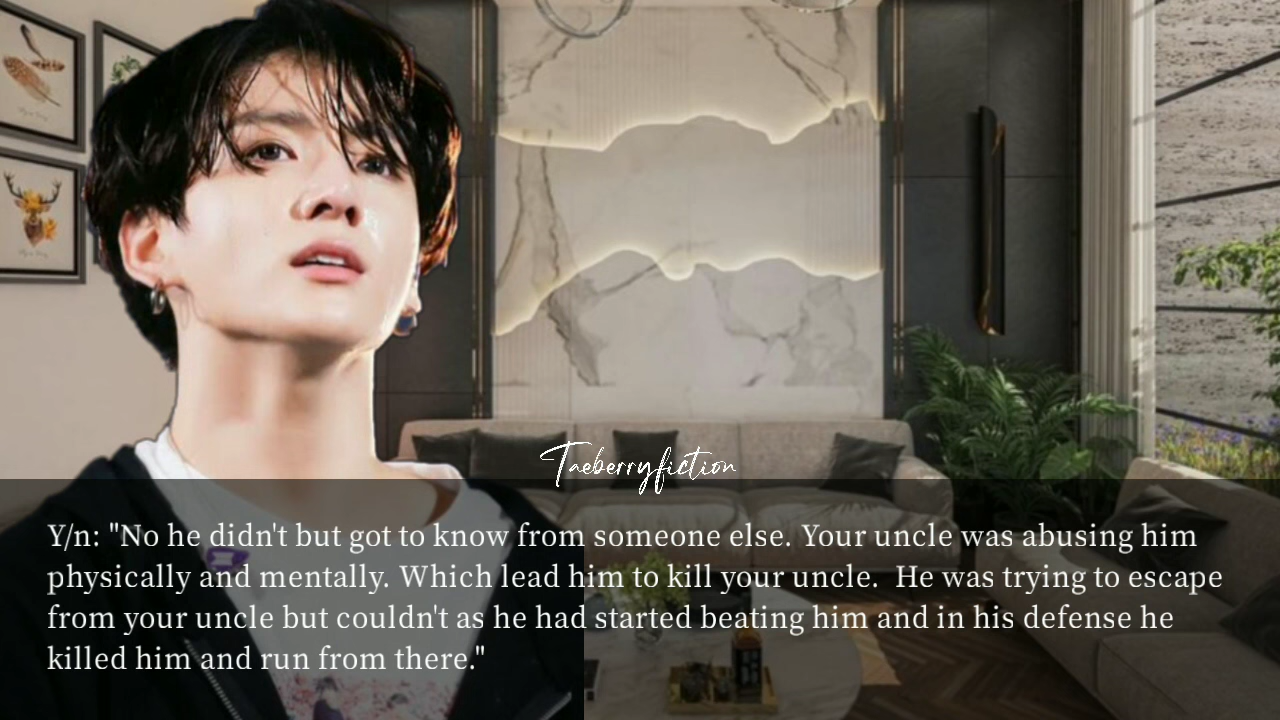 Taeberryfiction
Y/n: "No he didn't but got to know from someone else. Your uncle was abusing him
physically and mentally. Which lead him to kill your uncle.  He was trying to escape
from your uncle but couldn't as he had started beating him and in his defense he
killed him and run from there."